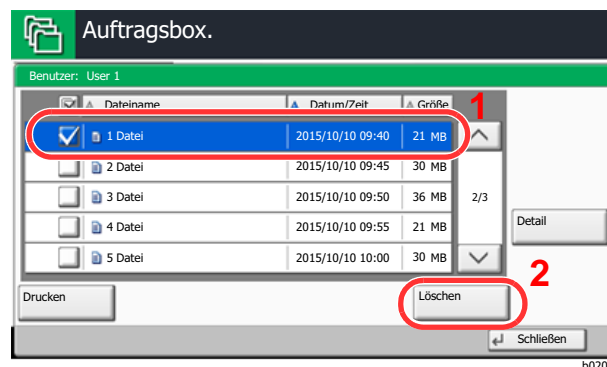 Auftragsbox.
Benutzer: User 1
Dateiname Datum/Zeit Größe 1
1 Datei 2015/10/10 09:40 21 MB
2 Datei 2015/10/10 09:45 30 MB
3 Datei 2015/10/10 09:50 36 MB 2/3
4 Datei 2015/10/10 09:55 21 MB Detail
5 Datei 2015/10/10 10:00 30 MB
2
Drucken Löschen
Schließen
b020